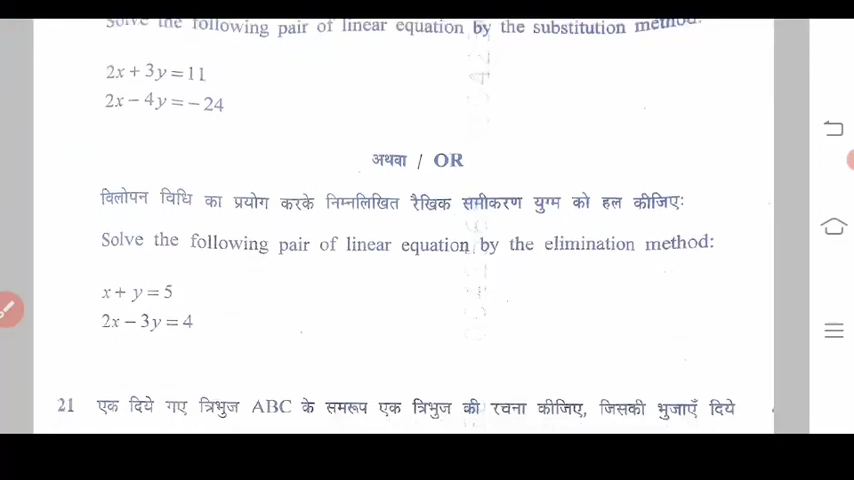 Solve the following pair of linear equation by the substitution method:
2x + 3y = 11
2x − 4y = − 24
अथवा / OR
विलोपन विधि का प्रयोग करके निम्नलिखित रैखिक समीकरण युग्म को हल कीजिए:
Solve the following pair of linear equation by the elimination method:
x + y = 5
2x − 3y = 4
21 एक दिये गए त्रिभुज ABC के समरूप एक त्रिभुज की रचना कीजिए, जिसकी भुजाएँ दिये